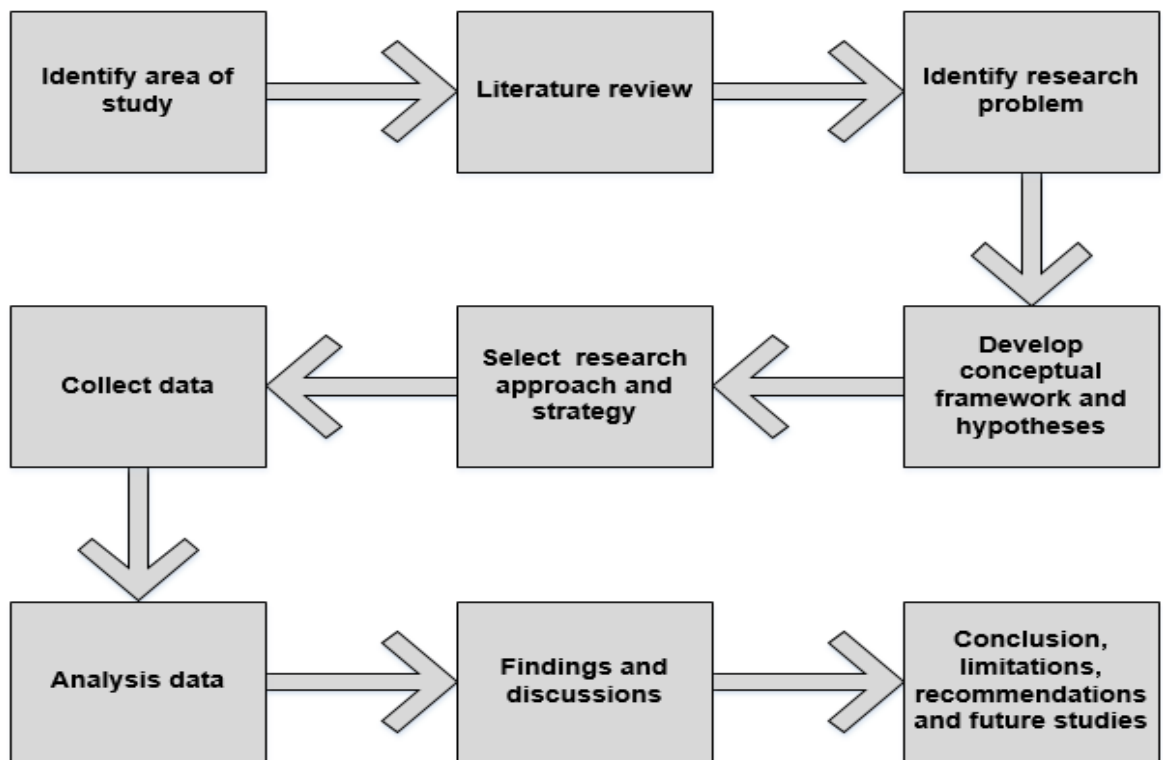 Identify area of
study
Literature review
Identify research
problem
Develop
conceptual
framework and
hypotheses
Select research
approach and
strategy
Collect data
Analysis data
Findings and
discussions
Conclusion,
limitations,
recommendations
and future studies